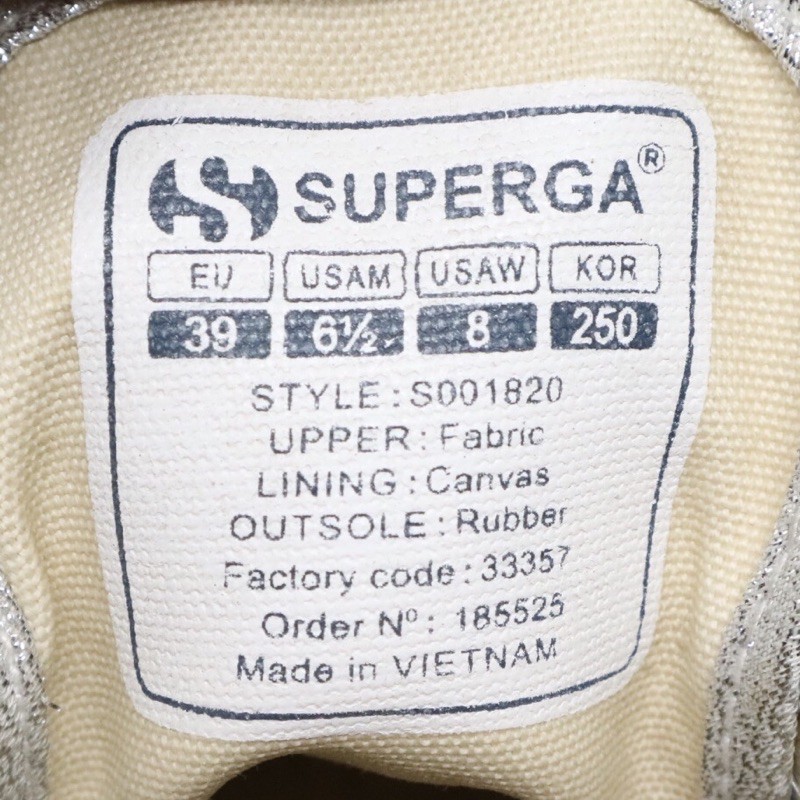 SUPERGA®
EU USAM USAW KOR
39 6½ 8 250
STYLE : S001820
UPPER : Fabric
LINING : Canvas
OUTSOLE : Rubber
Factory code : 33357
Order Nº : 185525
Made in VIETNAM